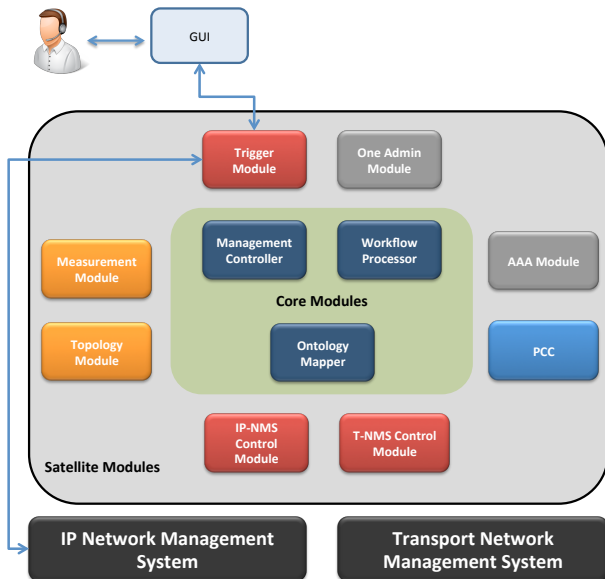 GUI
Trigger
Module
One Admin
Module
Management
Controller
Workflow
Processor
Measurement
Module
AAA Module
Core Modules
Topology
Module
Ontology
Mapper
PCC
IP-NMS
Control
Module
T-NMS Control
Module
Satellite Modules
IP Network Management
System
Transport Network
Management System